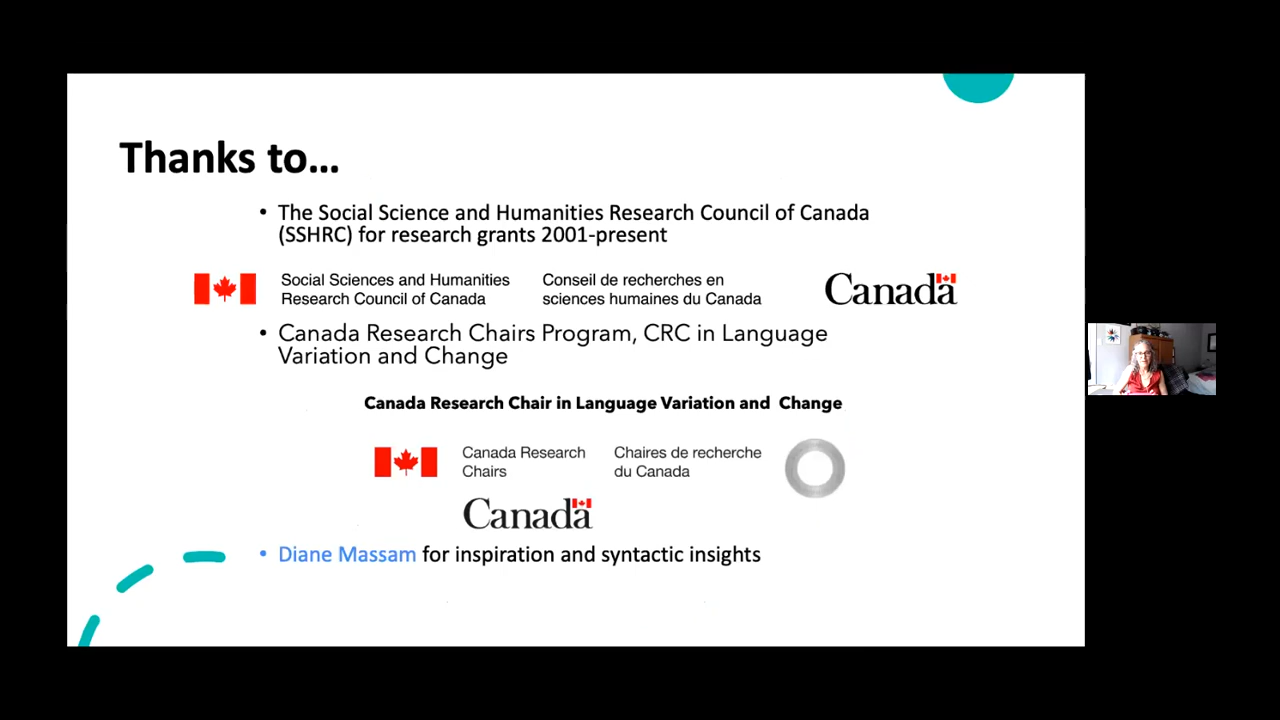 Thanks to...
• The Social Science and Humanities Research Council of Canada
(SSHRC) for research grants 2001-present
Social Sciences and Humanities
Research Council of Canada
Conseil de recherches en
sciences humaines du Canada
Canada
• Canada Research Chairs Program, CRC in Language
Variation and Change
Canada Research Chair in Language Variation and Change
Canada Research
Chairs
Chaires de recherche
du Canada
Canada
• Diane Massam for inspiration and syntactic insights